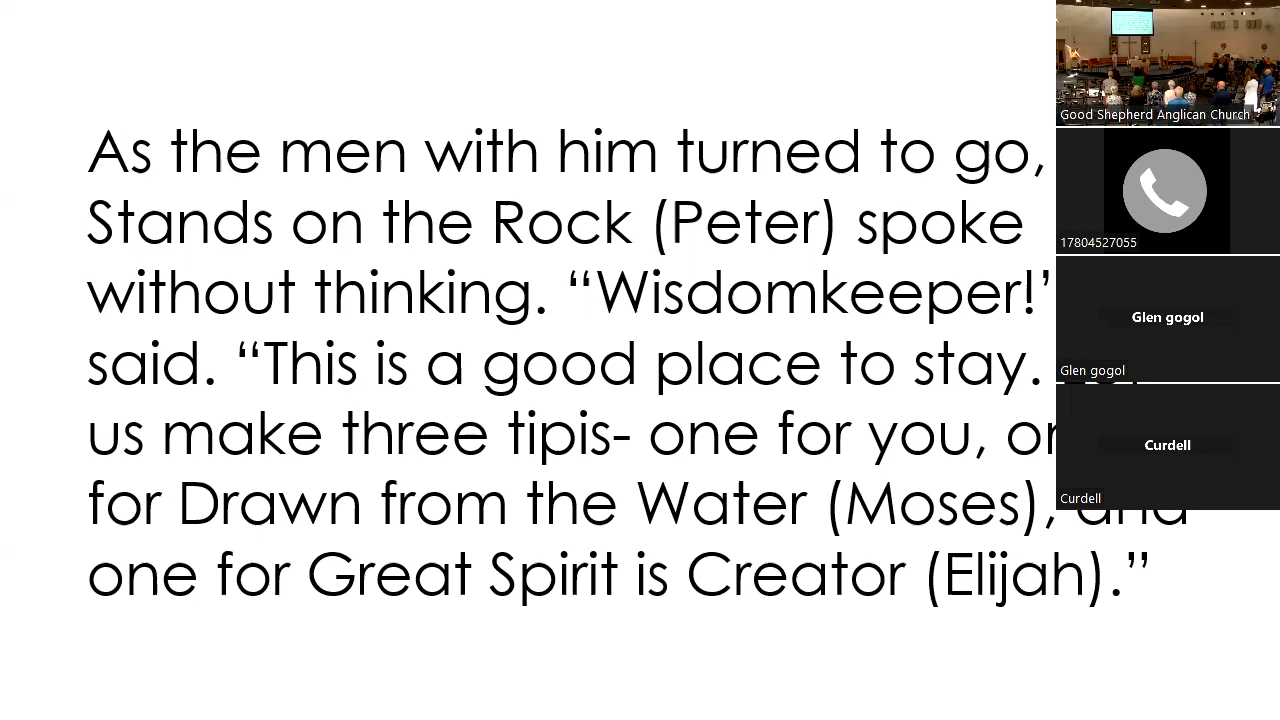 As the men with him turned to go,
Stands on the Rock (Peter) spoke
without thinking. “Wisdomkeeper!”
said. “This is a good place to stay.
us make three tipis- one for you,
for Drawn from the Water (Moses), and
one for Great Spirit is Creator (Elijah).”
Good Shepherd Anglican Church
17804527055
Glen gogol
Glen gogol
Curdell
Curdell